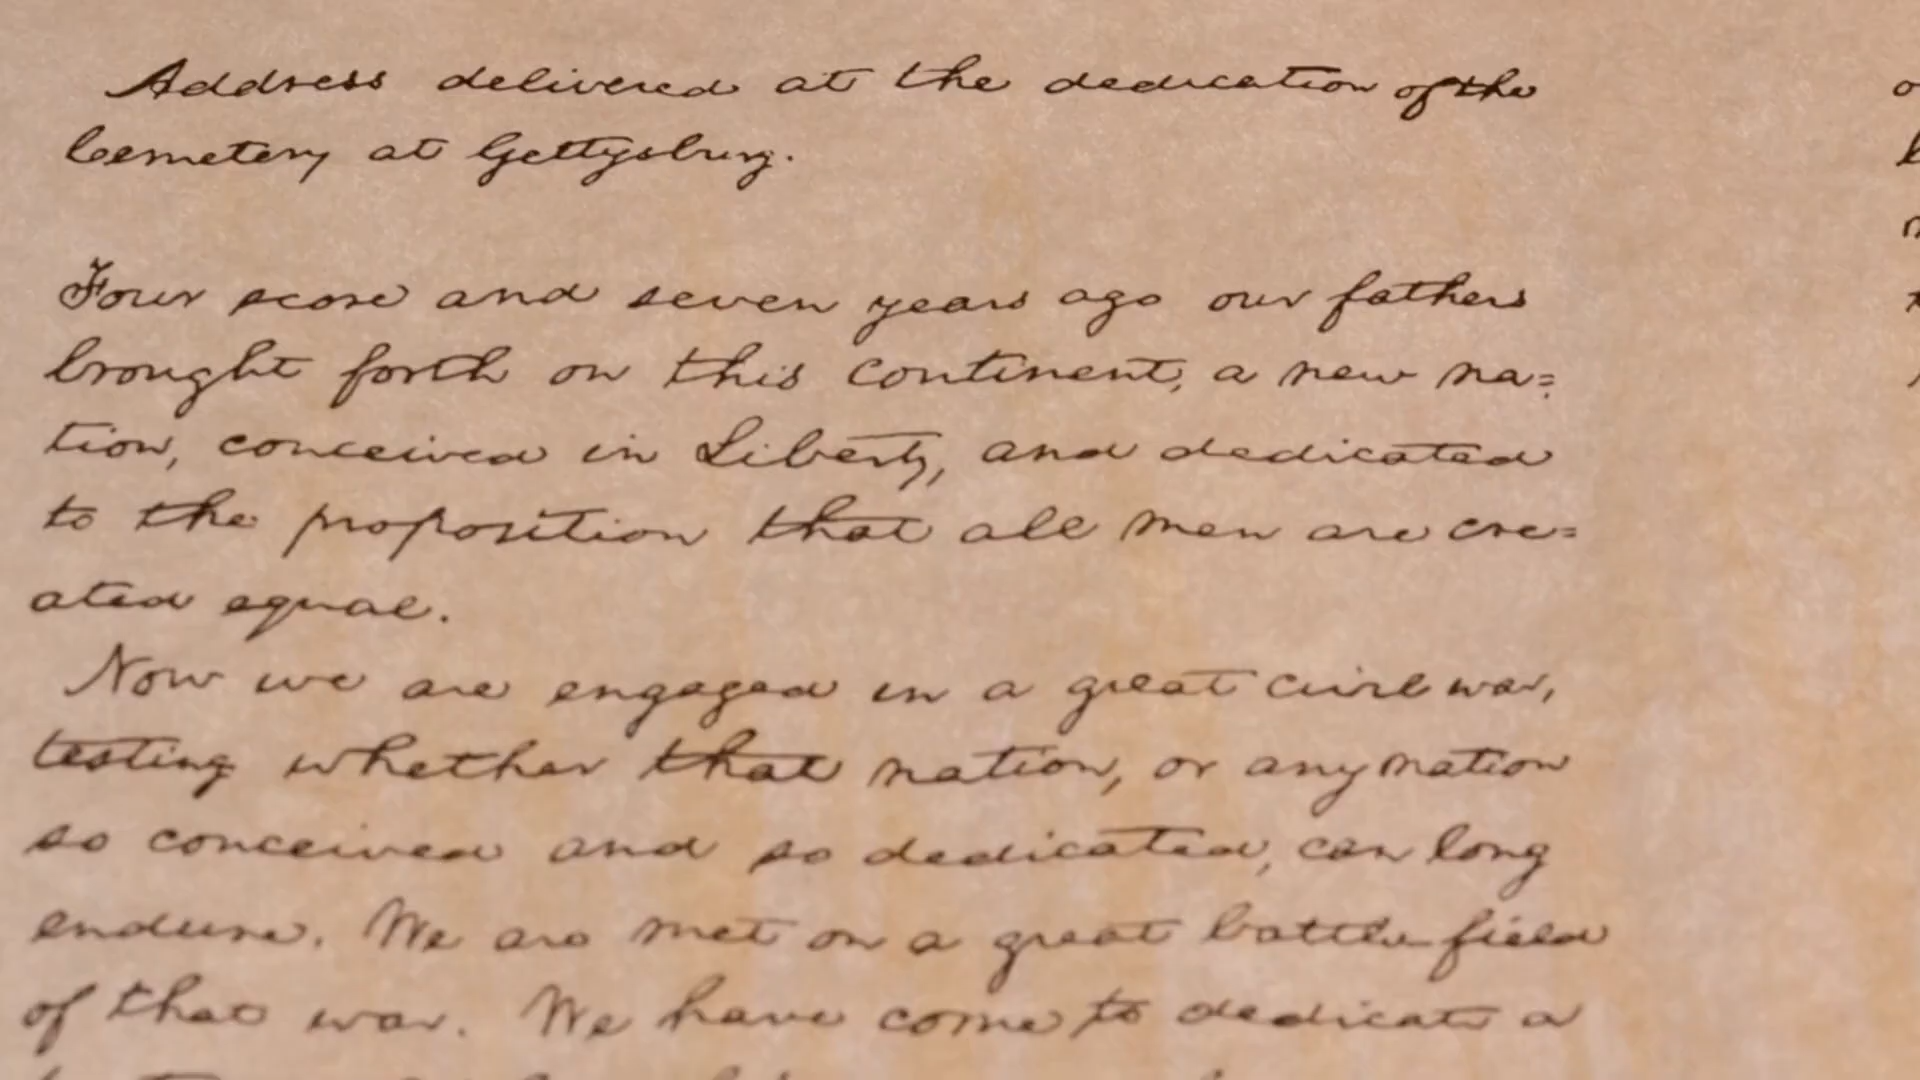 Address delivered at the dedication of the
Cemetery at Gettysburg.
Four score and seven years ago our fathers
brought forth on this continent, a new na=
tion, conceived in Liberty, and dedicated
to the proposition that all men are cre=
ated equal.
Now we are engaged in a great civil war,
testing whether that nation, or any nation
so conceived and so dedicated, can long
endure. We are met on a great battle-field
of that war. We have come to dedicate a